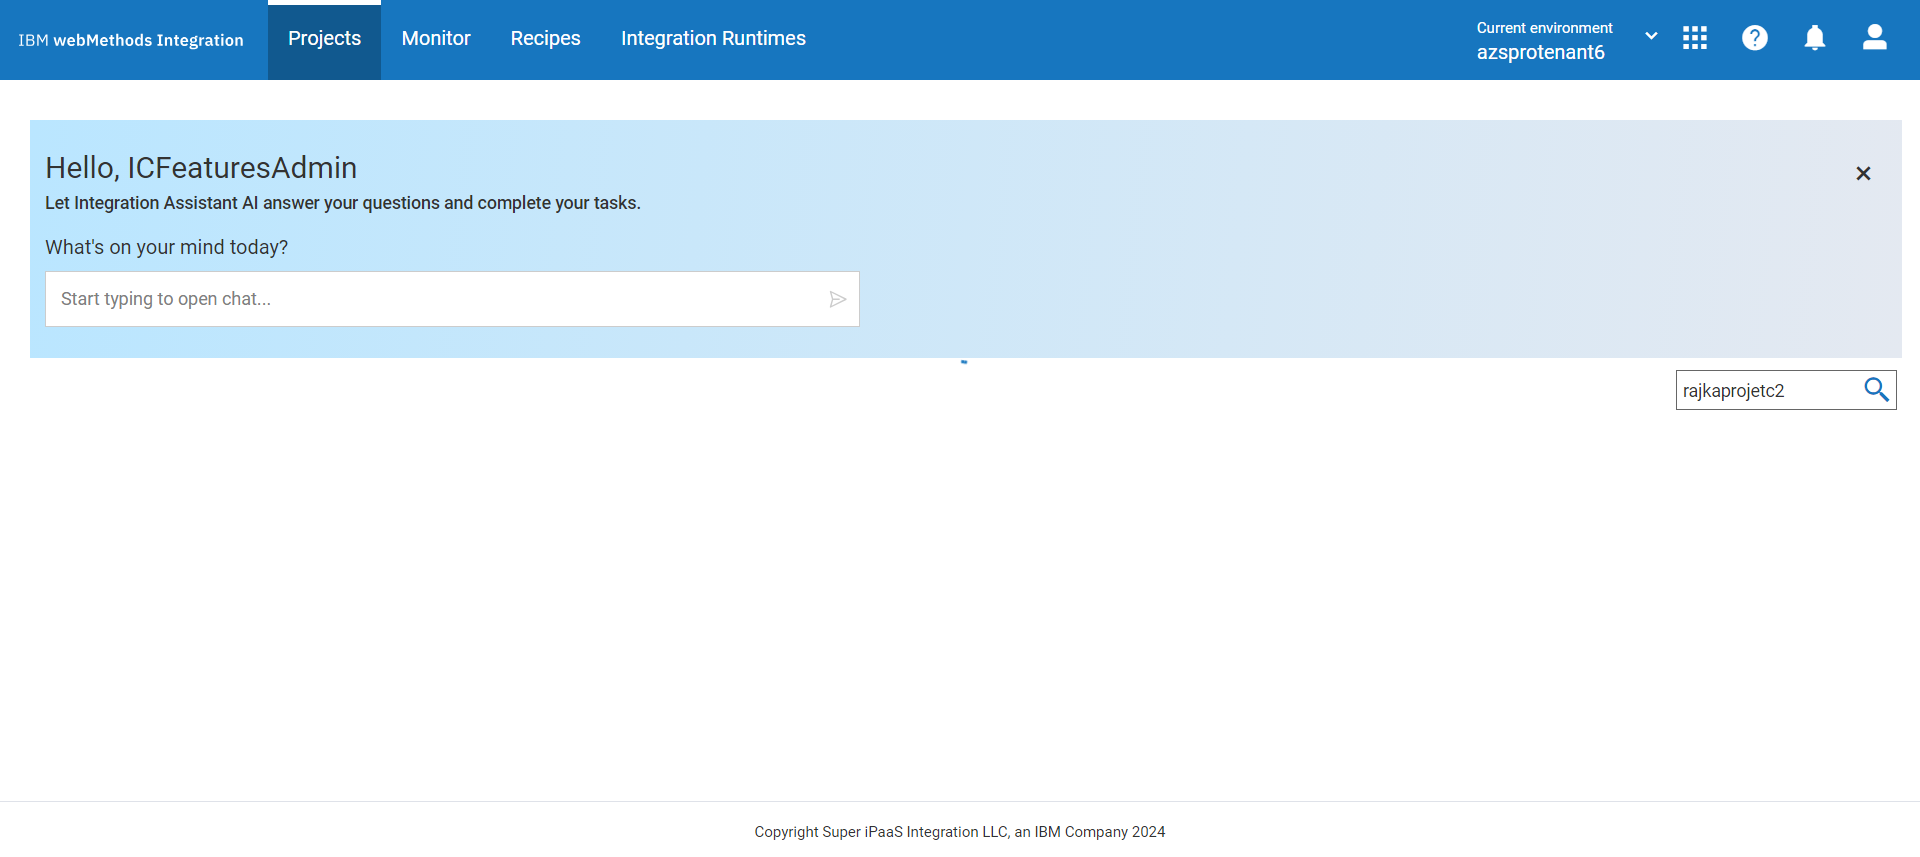 IBM webMethods Integration
Projects
Monitor
Recipes
Integration Runtimes
Current environment
azsprotenant6
Hello, ICFeaturesAdmin
Let Integration Assistant AI answer your questions and complete your tasks.
What's on your mind today?
Start typing to open chat...
rajkaprojetc2
Copyright Super iPaaS Integration LLC, an IBM Company 2024